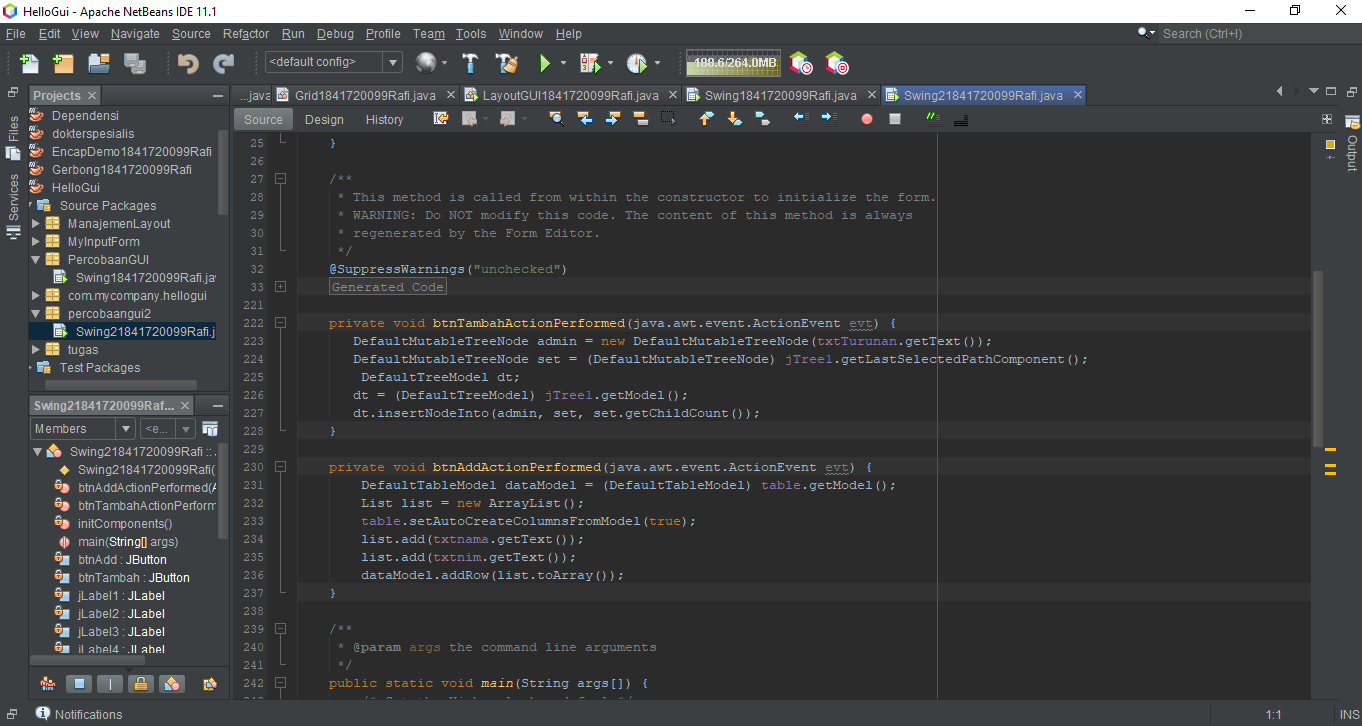 HelloGui - Apache NetBeans IDE 11.1
File Edit View Navigate Source Refactor Run Debug Profile Team Tools Window Help
Search (Ctrl+I)
<default config>
188.6/264.0MB
Projects
...java Grid1841720099Rafi.java LayoutGUI1841720099Rafi.java Swing1841720099Rafi.java Swing21841720099Rafi.java
Files
Services
Output
Dependensi
dokterspesialis
EncapDemo1841720099Rafi
Gerbong1841720099Rafi
HelloGui
Source Packages
ManajemenLayout
MyInputForm
PercobaanGUI
Swing1841720099Rafi.jav
com.mycompany.hellogui
percobaangui2
Swing21841720099Rafi.j
tugas
Test Packages
Swing21841720099Raf...
Members <e...
Swing21841720099Rafi ::
Swing21841720099Rafi(
btnAddActionPerformed(A
btnTambahActionPerform
initComponents()
main(String[] args)
btnAdd : JButton
btnTambah : JButton
jLabel1 : JLabel
jLabel2 : JLabel
jLabel3 : JLabel
jLabel4 : JLabel
Source Design History
25 }
26
27 /**
28 * This method is called from within the constructor to initialize the form.
29 * WARNING: Do NOT modify this code. The content of this method is always
30 * regenerated by the Form Editor.
31 */
32 @SuppressWarnings("unchecked")
33 Generated Code
221
222 private void btnTambahActionPerformed(java.awt.event.ActionEvent evt) {
223 DefaultMutableTreeNode admin = new DefaultMutableTreeNode(txtTurunan.getText());
224 DefaultMutableTreeNode set = (DefaultMutableTreeNode) jTree1.getLastSelectedPathComponent();
225 DefaultTreeModel dt;
226 dt = (DefaultTreeModel) jTree1.getModel();
227 dt.insertNodeInto(admin, set, set.getChildCount());
228 }
229
230 private void btnAddActionPerformed(java.awt.event.ActionEvent evt) {
231 DefaultTableModel dataModel = (DefaultTableModel) table.getModel();
232 List list = new ArrayList();
233 table.setAutoCreateColumnsFromModel(true);
234 list.add(txtnama.getText());
235 list.add(txtnim.getText());
236 dataModel.addRow(list.toArray());
237 }
238
239 /**
240 * @param args the command line arguments
241 */
242 public static void main(String args[]) {
Notifications
1:1 INS